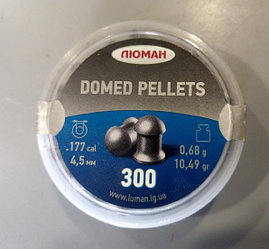 ЛЮМАН
DOMED PELLETS
.177 cal
4,5 мм
300
0,68 g
10,49 gr
www.luman.lg.ua